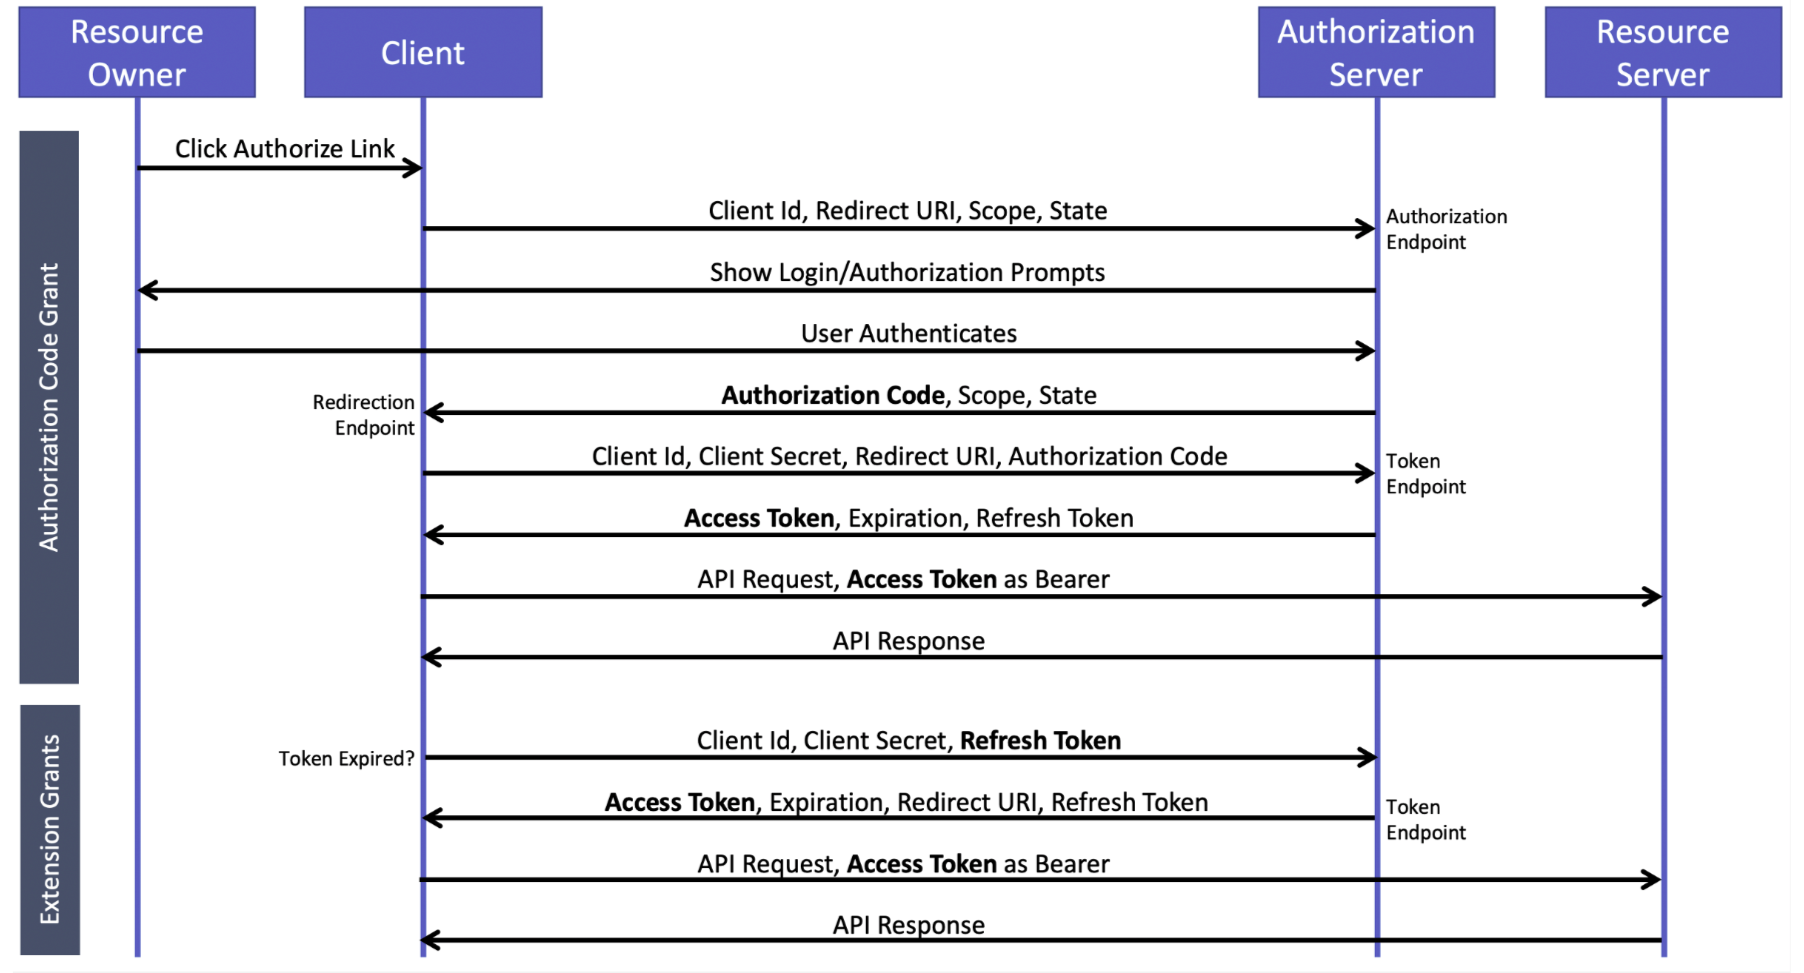 Resource
Owner
Client
Authorization
Server
Resource
Server
Authorization Code Grant
Click Authorize Link
Client Id, Redirect URI, Scope, State
Authorization
Endpoint
Show Login/Authorization Prompts
User Authenticates
Authorization Code, Scope, State
Redirection
Endpoint
Client Id, Client Secret, Redirect URI, Authorization Code
Token
Endpoint
Access Token, Expiration, Refresh Token
API Request, Access Token as Bearer
API Response
Extension Grants
Token Expired?
Client Id, Client Secret, Refresh Token
Access Token, Expiration, Redirect URI, Refresh Token
Token
Endpoint
API Request, Access Token as Bearer
API Response